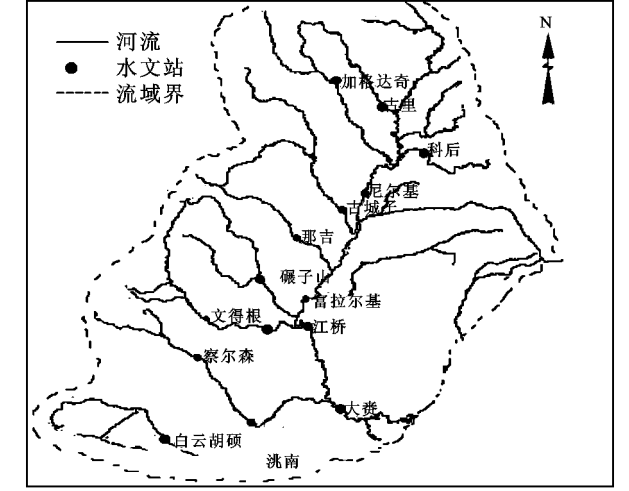 N
河流
水文站
流域界
加格达奇
古里
科后
尼尔基
古城子
那吉
碾子山
富拉尔基
文得根
江桥
察尔森
大赉
白云胡硕
洮南